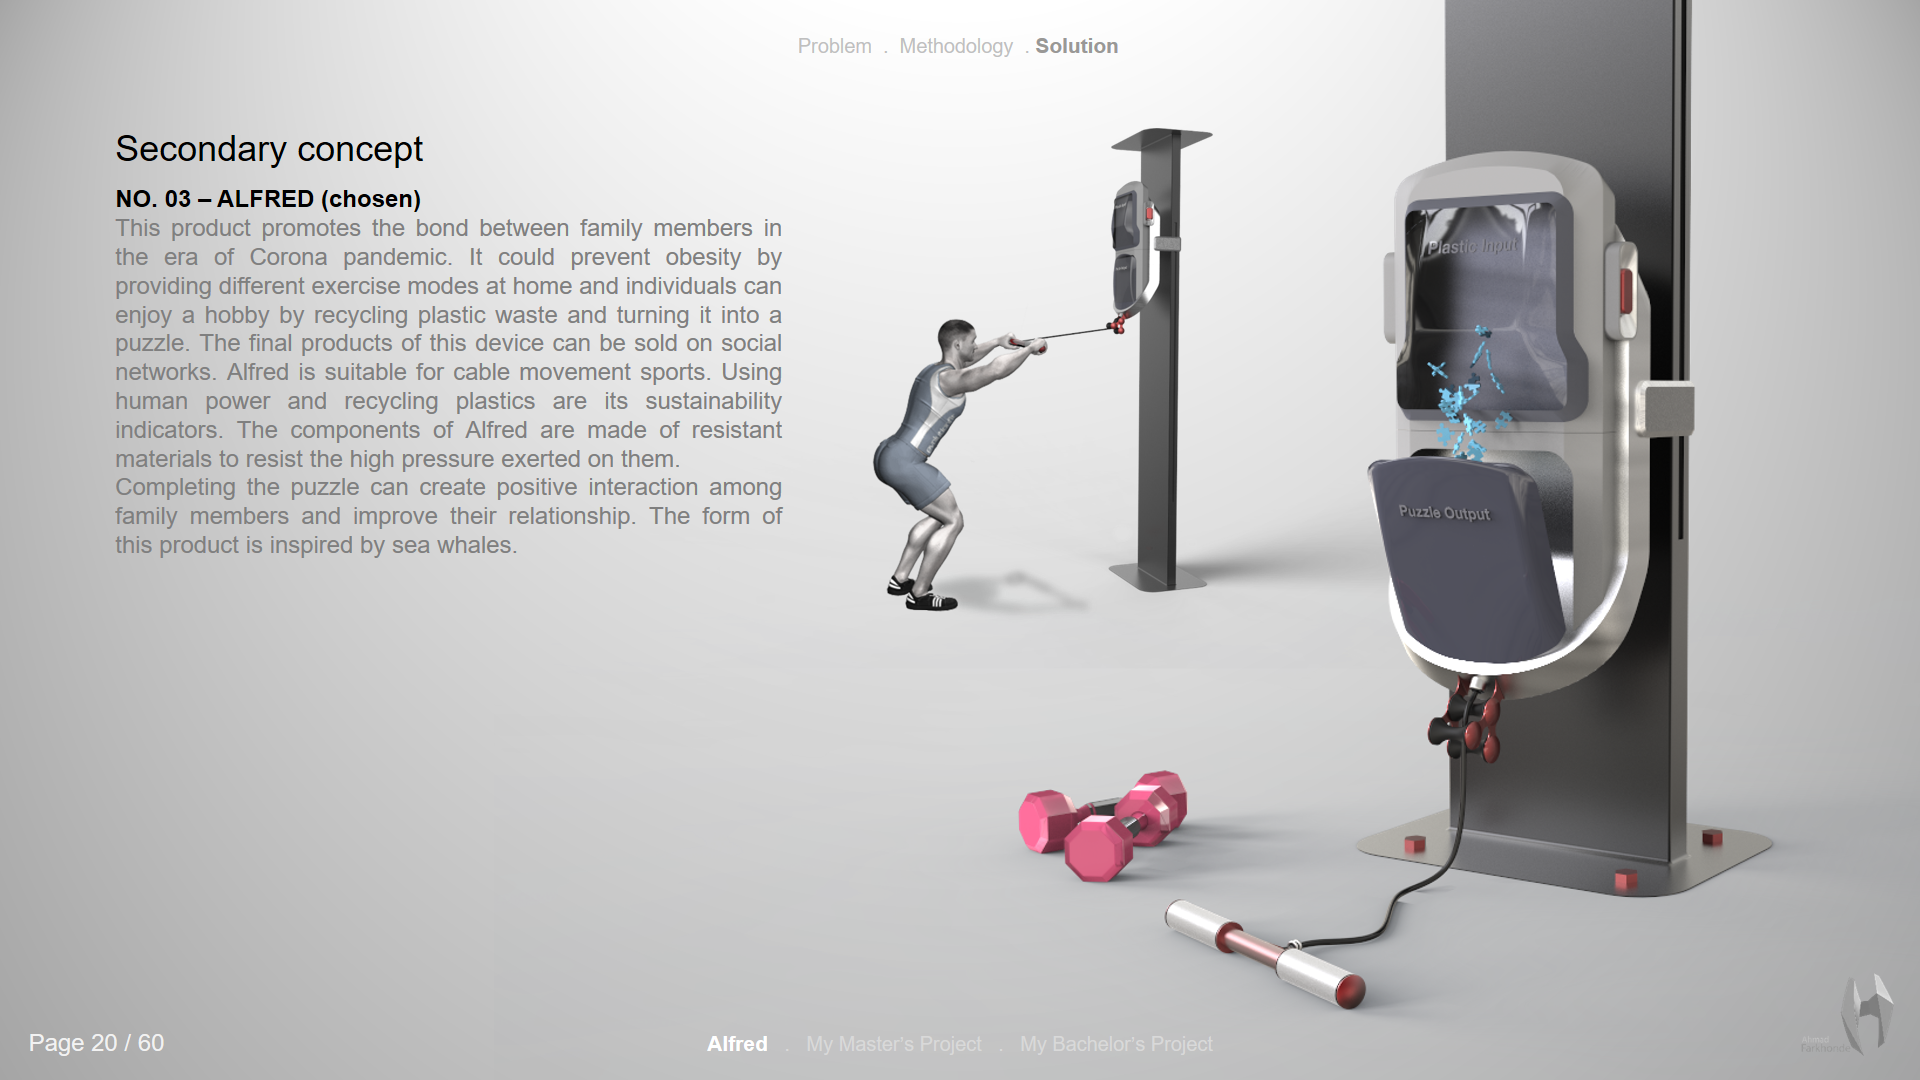 Problem . Methodology . Solution
Secondary concept
NO. 03 – ALFRED (chosen)
This product promotes the bond between family members in
the era of Corona pandemic. It could prevent obesity by
providing different exercise modes at home and individuals can
enjoy a hobby by recycling plastic waste and turning it into a
puzzle. The final products of this device can be sold on social
networks. Alfred is suitable for cable movement sports. Using
human power and recycling plastics are its sustainability
indicators. The components of Alfred are made of resistant
materials to resist the high pressure exerted on them.
Completing the puzzle can create positive interaction among
family members and improve their relationship. The form of
this product is inspired by sea whales.
Plastic Input
Puzzle Output
Page 20 / 60
Alfred . My Master's Project . My Bachelor's Project
Ahmad
Farkhonde